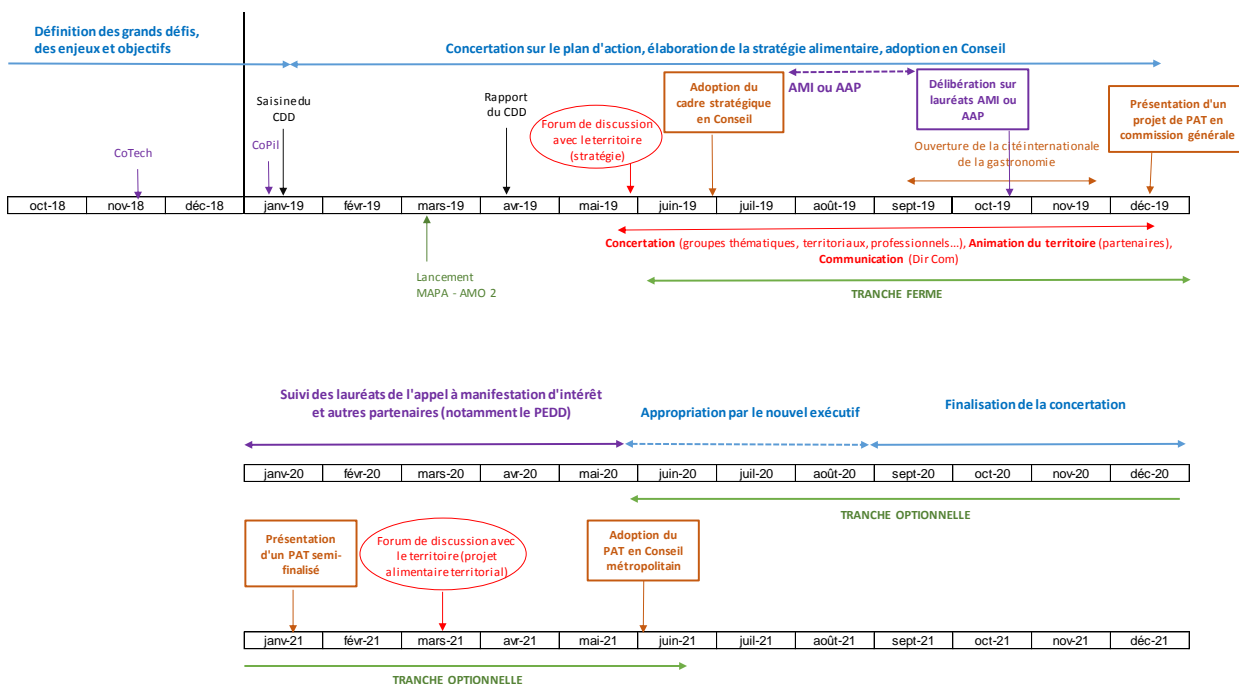 Définition des grands défis,
des enjeux et objectifs
Concertation sur le plan d'action, élaboration de la stratégie alimentaire, adoption en Conseil
Saisine du
CDD
CoTech
CoPil
Rapport
du CDD
Forum de discussion
avec le territoire
(stratégie)
Adoption du
cadre stratégique
en Conseil
AMI ou AAP
Délibération sur
lauréats AMI ou
AAP
Ouverture de la cité internationale
de la gastronomie
Présentation d'un
projet de PAT en
commission générale
oct-18 nov-18 déc-18 janv-19 févr-19 mars-19 avr-19 mai-19 juin-19 juil-19 août-19 sept-19 oct-19 nov-19 déc-19
Lancement
MAPA - AMO 2
Concertation (groupes thématiques, territoriaux, professionnels...), Animation du territoire (partenaires),
Communication (Dir Com)
TRANCHE FERME
Suivi des lauréats de l'appel à manifestation d'intérêt
et autres partenaires (notamment le PEDD)
Appropriation par le nouvel exécutif
Finalisation de la concertation
janv-20 févr-20 mars-20 avr-20 mai-20 juin-20 juil-20 août-20 sept-20 oct-20 nov-20 déc-20
TRANCHE OPTIONNELLE
Présentation
d'un PAT semi-
finalisé
Forum de discussion avec
le territoire (projet
alimentaire territorial)
Adoption du
PAT en Conseil
métropolitain
janv-21 févr-21 mars-21 avr-21 mai-21 juin-21 juil-21 août-21 sept-21 oct-21 nov-21 déc-21
TRANCHE OPTIONNELLE